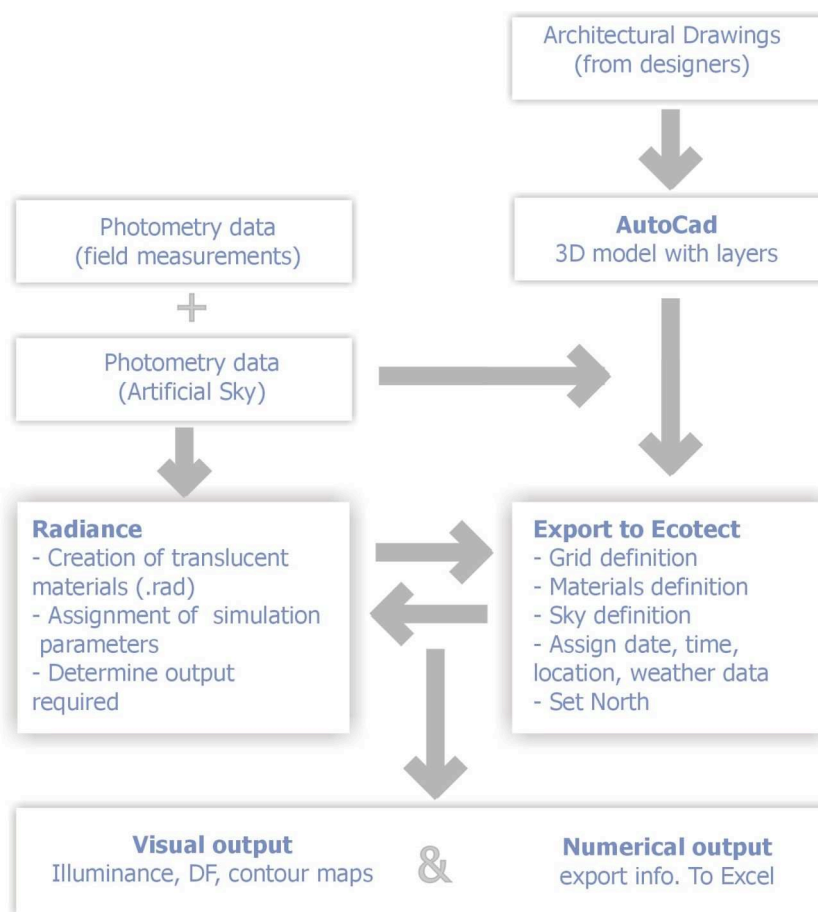 Architectural Drawings
(from designers)
Photometry data
(field measurements)
AutoCad
3D model with layers
+
Photometry data
(Artificial Sky)
Radiance
- Creation of translucent
materials (.rad)
- Assignment of simulation
parameters
- Determine output
required
Export to Ecotect
- Grid definition
- Materials definition
- Sky definition
- Assign date, time,
location, weather data
- Set North
Visual output
Illuminance, DF, contour maps
&
Numerical output
export info. To Excel